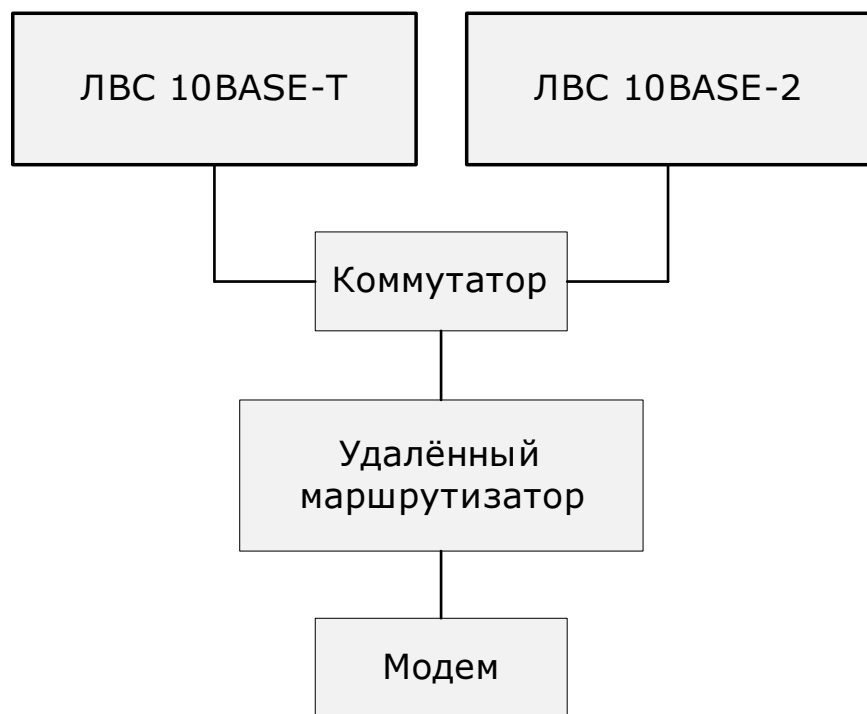 ЛВС 10BASE-T
ЛВС 10BASE-2
Коммутатор
Удалённый
маршрутизатор
Модем